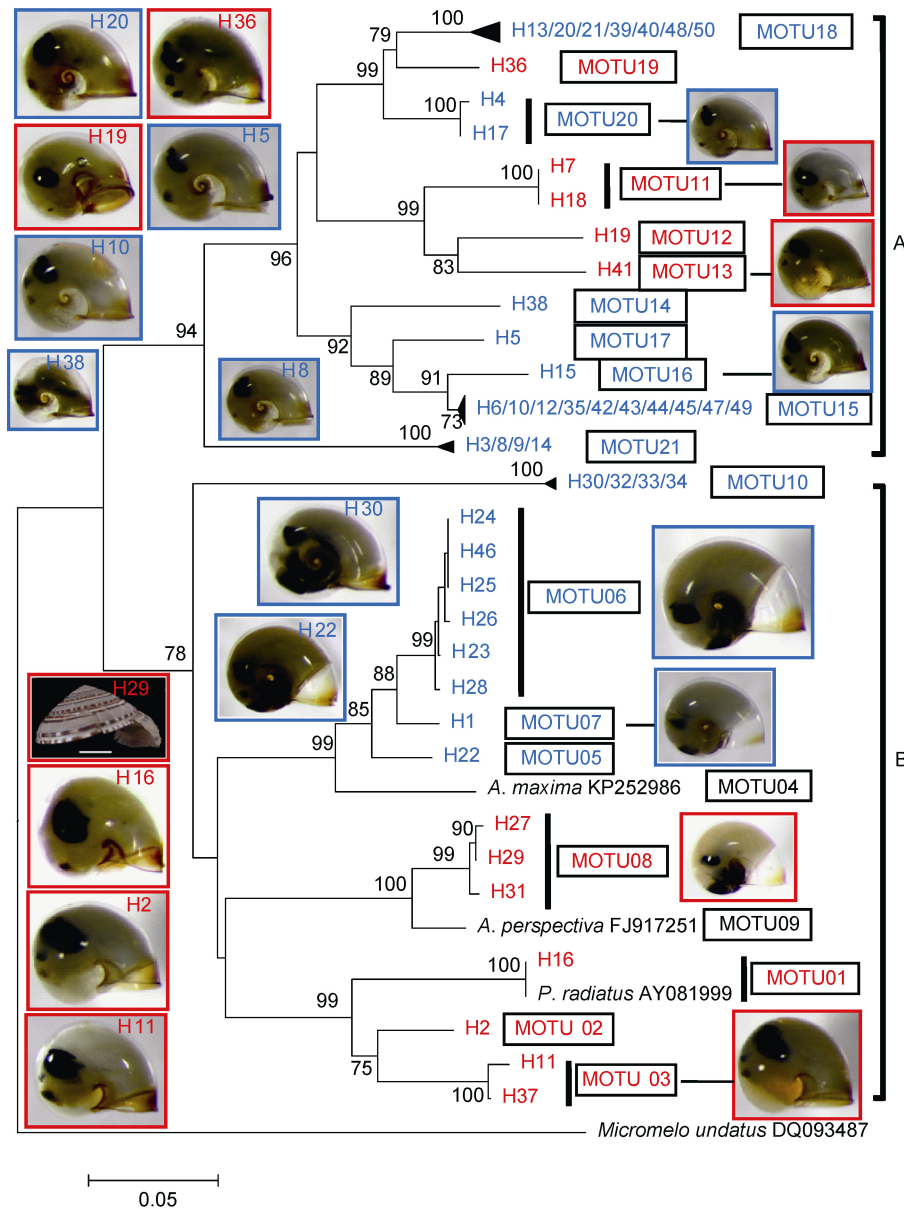 H20
H36
H19
H5
H10
H38
H8
H30
H22
H29
H16
H2
H11
100 H13/20/21/39/40/48/50 MOTU18
79
H36 MOTU19
99
H4
100 MOTU20
H17
H7
100 MOTU11
H18
99
H19 MOTU12
83
H41 MOTU13
96
H38 MOTU14
92
H5 MOTU17
89
91 H15 MOTU16
73 H6/10/12/35/42/43/44/45/47/49 MOTU15
94
100 H3/8/9/14 MOTU21
A
100 H30/32/33/34 MOTU10
78
H24
H46
H25
H26
H23
H28
MOTU06
99
88
H1 MOTU07
85
H22 MOTU05
99
A. maxima KP252986 MOTU04
B
90 H27
H29 MOTU08
99
H31
100
A. perspectiva FJ917251 MOTU09
H16
100 MOTU01
P. radiatus AY081999
99
H2 MOTU 02
75
H11
100 MOTU 03
H37
Micromelo undatus DQ093487
0.05